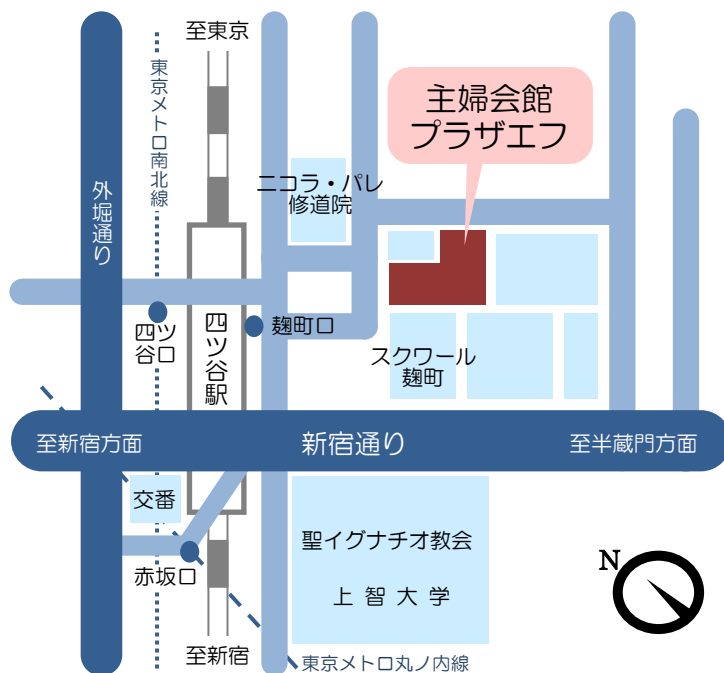 至東京
主婦会館
プラザエフ
東京メトロ南北線
外堀通り
ニコラ・バレ
修道院
四ツ
谷口
四ツ谷駅
麹町口
スクワール
麹町
至新宿方面
新宿通り
至半蔵門方面
交番
聖イグナチオ教会
上智大学
赤坂口
N
至新宿
東京メトロ丸ノ内線